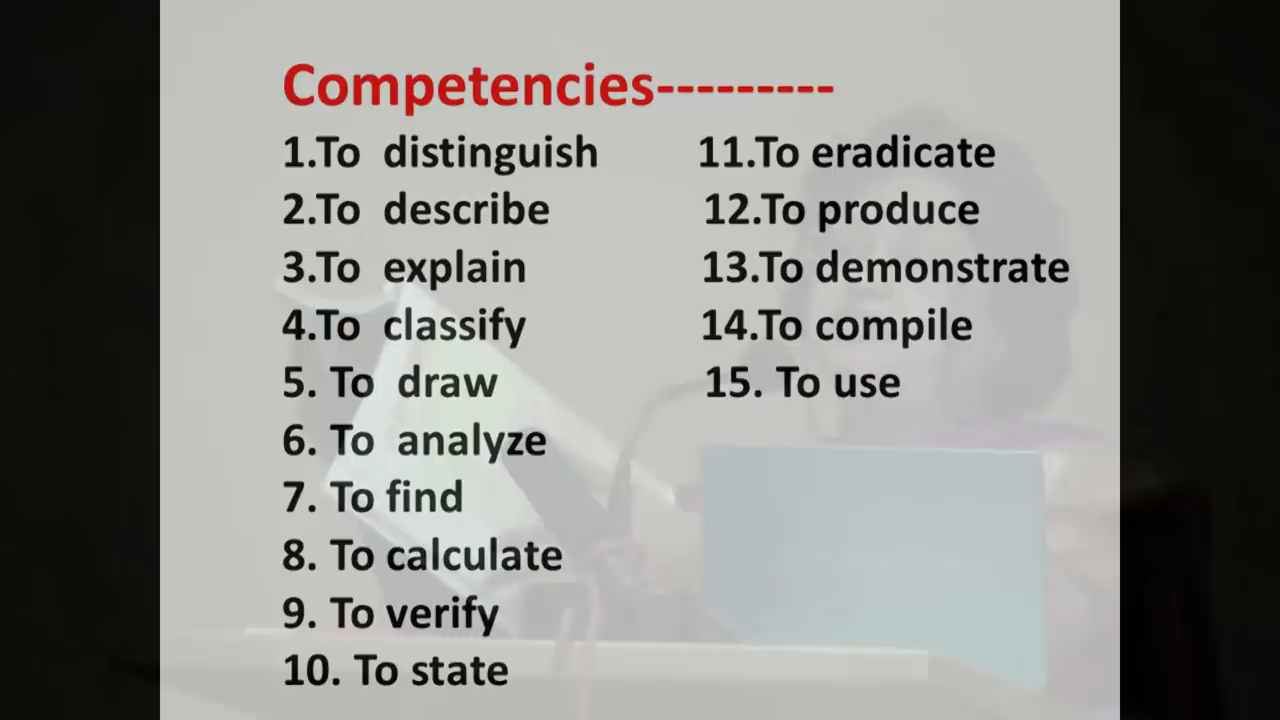 Competencies---------
1.To distinguish
2.To describe
3.To explain
4.To classify
5. To draw
6. To analyze
7. To find
8. To calculate
9. To verify
10. To state
11.To eradicate
12.To produce
13.To demonstrate
14.To compile
15. To use